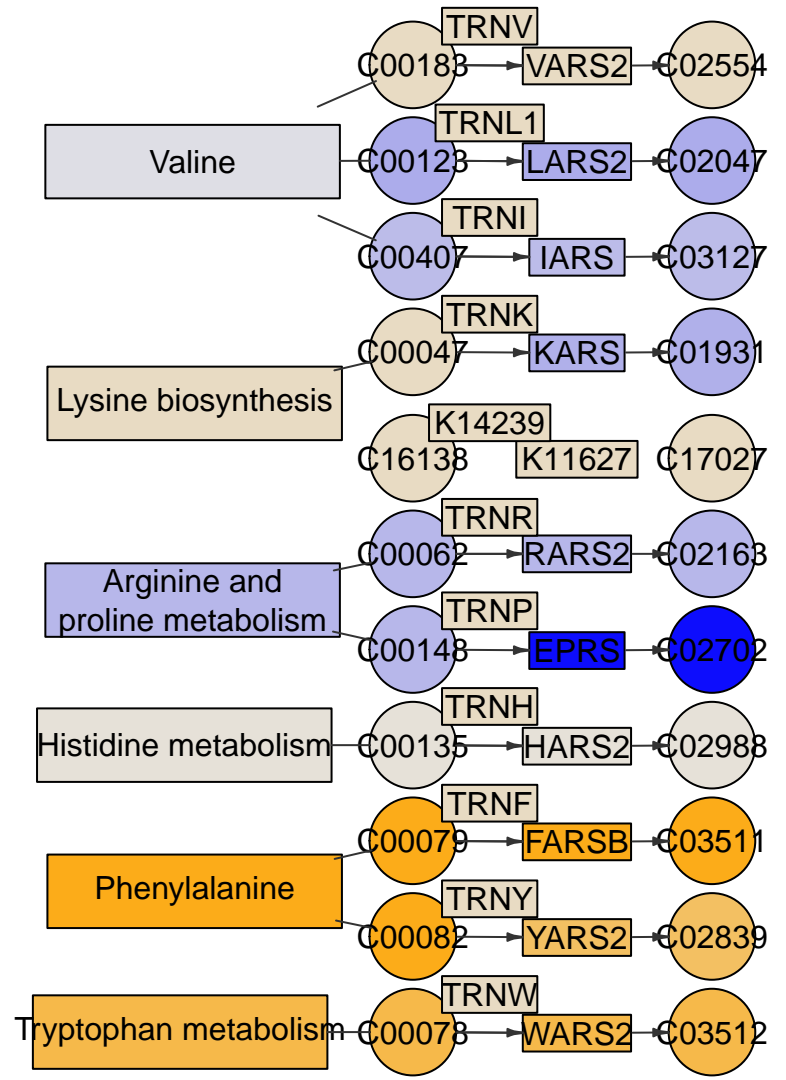 TRNV
C00183 VARS2 C02554
TRNL1
Valine C00123 LARS2 C02047
TRNI
C00407 IARS C03127
TRNK
C00047 KARS C01931
Lysine biosynthesis
K14239
C16138 K11627 C17027
TRNR
C00062 RARS2 C02163
Arginine and
proline metabolism
TRNP
C00148 EPRS C02702
TRNH
Histidine metabolism C00135 HARS2 C02988
TRNF
C00079 FARSB C03511
Phenylalanine
TRNY
C00082 YARS2 C02839
TRNW
Tryptophan metabolism C00078 WARS2 C03512